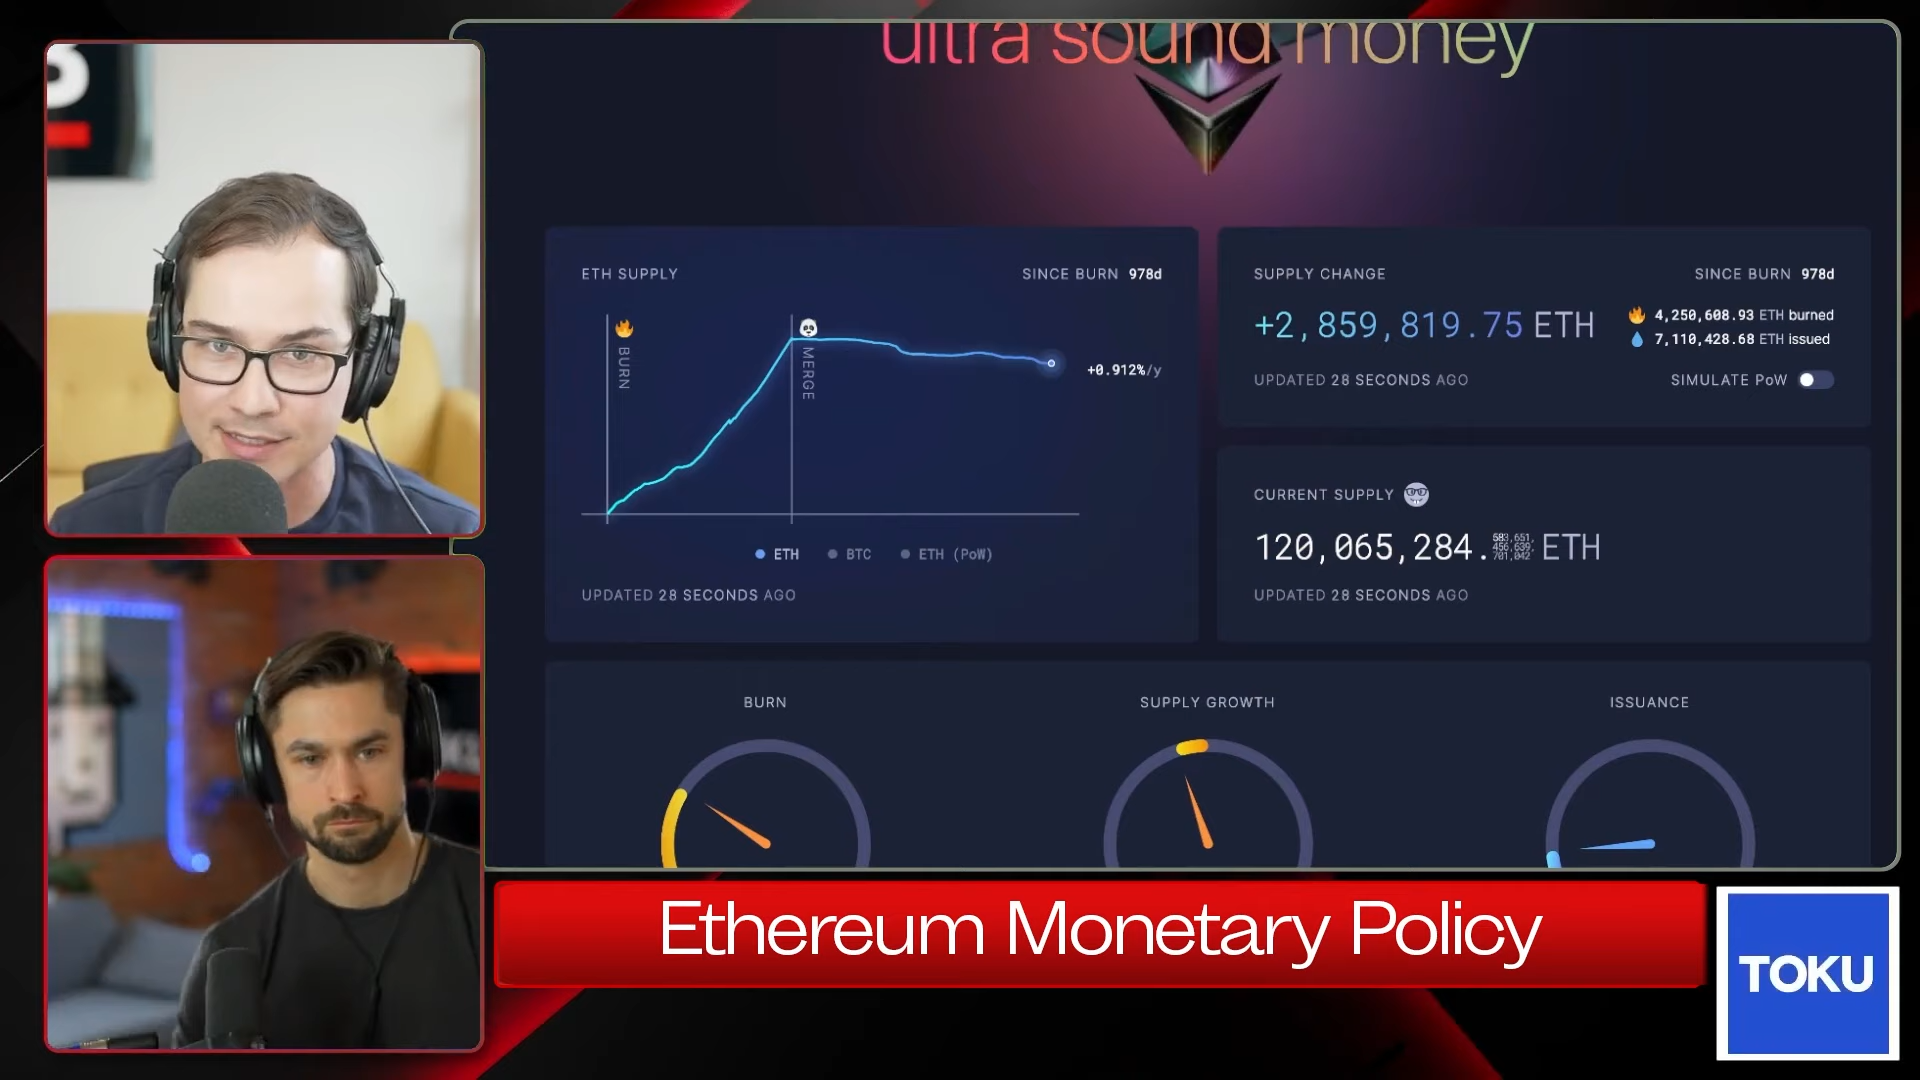 ultra sound money
ETH SUPPLY
SINCE BURN 978d
BURN
MERGE
+0.912%/y
ETH
BTC
ETH (PoW)
UPDATED 28 SECONDS AGO
SUPPLY CHANGE
SINCE BURN 978d
+2,859,819.75 ETH
4,250,608.93 ETH burned
7,110,428.68 ETH issued
UPDATED 28 SECONDS AGO
SIMULATE PoW
CURRENT SUPPLY
120,065,284. ETH
UPDATED 28 SECONDS AGO
BURN
SUPPLY GROWTH
ISSUANCE
Ethereum Monetary Policy
TOKU